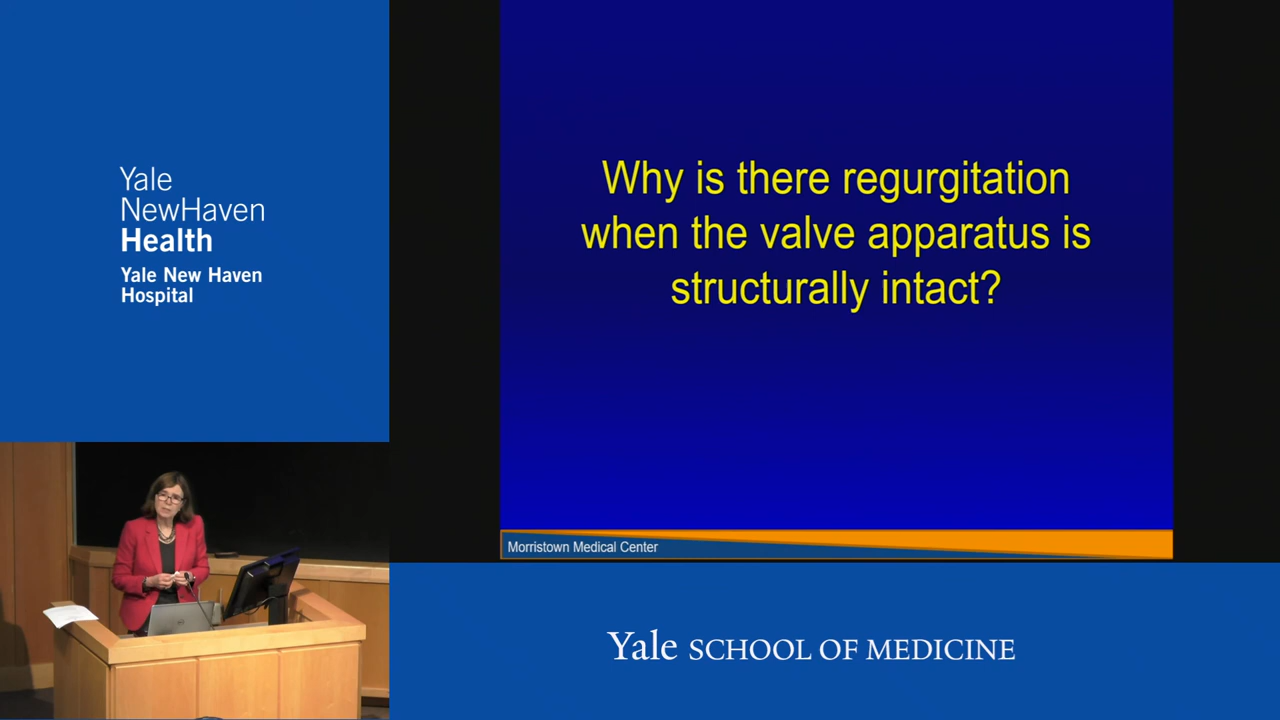 Yale
NewHaven
Health
Yale New Haven
Hospital
Why is there regurgitation
when the valve apparatus is
structurally intact?
Morristown Medical Center
Yale SCHOOL OF MEDICINE